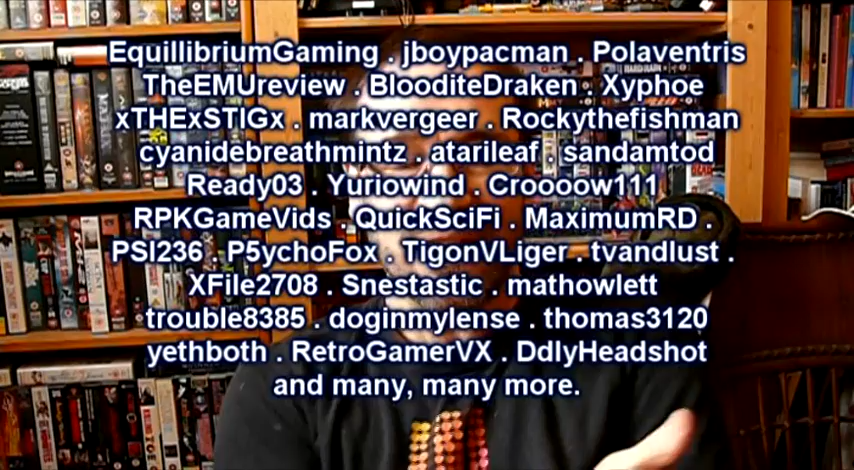 EquillibriumGaming . jboypacman . Polaventris
TheEMUreview . BlooditeDraken . Xyphoe
xTHExSTIGx . markvergeer . Rockythefishman
cyanidebreathmintz . atarileaf . sandamtod
Ready03 . Yuriowind . Croooow111
RPKGameVids . QuickSciFi . MaximumRD .
PSI236 . P5ychoFox . TigonVLiger . tvandlust .
XFile2708 . Snestastic . mathowlett
trouble8385 . doginmylense . thomas3120
yethboth . RetroGamerVX . DdlyHeadshot
and many, many more.